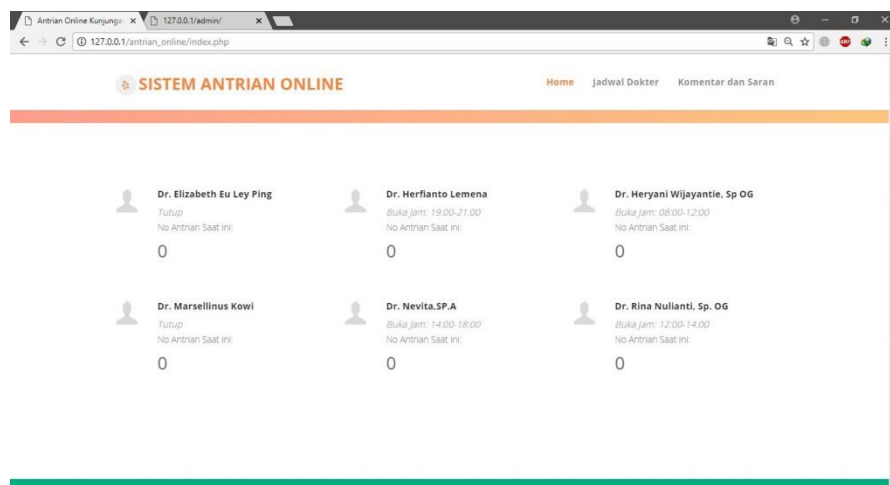 Antrian Online Kunjunga
127.0.0.1/admin/
127.0.0.1/antrian_online/index.php
SISTEM ANTRIAN ONLINE
Home Jadwal Dokter Komentar dan Saran
Dr. Elizabeth Eu Ley Ping
Tutup
No Antrian Saat ini:
0
Dr. Herfianto Lemena
Buka Jam: 19:00-21:00
No Antrian Saat ini:
0
Dr. Heryani Wijayantie, Sp OG
Buka Jam: 08:00-12:00
No Antrian Saat ini:
0
Dr. Marsellinus Kowi
Tutup
No Antrian Saat ini:
0
Dr. Nevita,SP.A
Buka Jam: 14:00-18:00
No Antrian Saat ini:
0
Dr. Rina Nulianti, Sp. OG
Buka Jam: 12:00-14:00
No Antrian Saat ini:
0